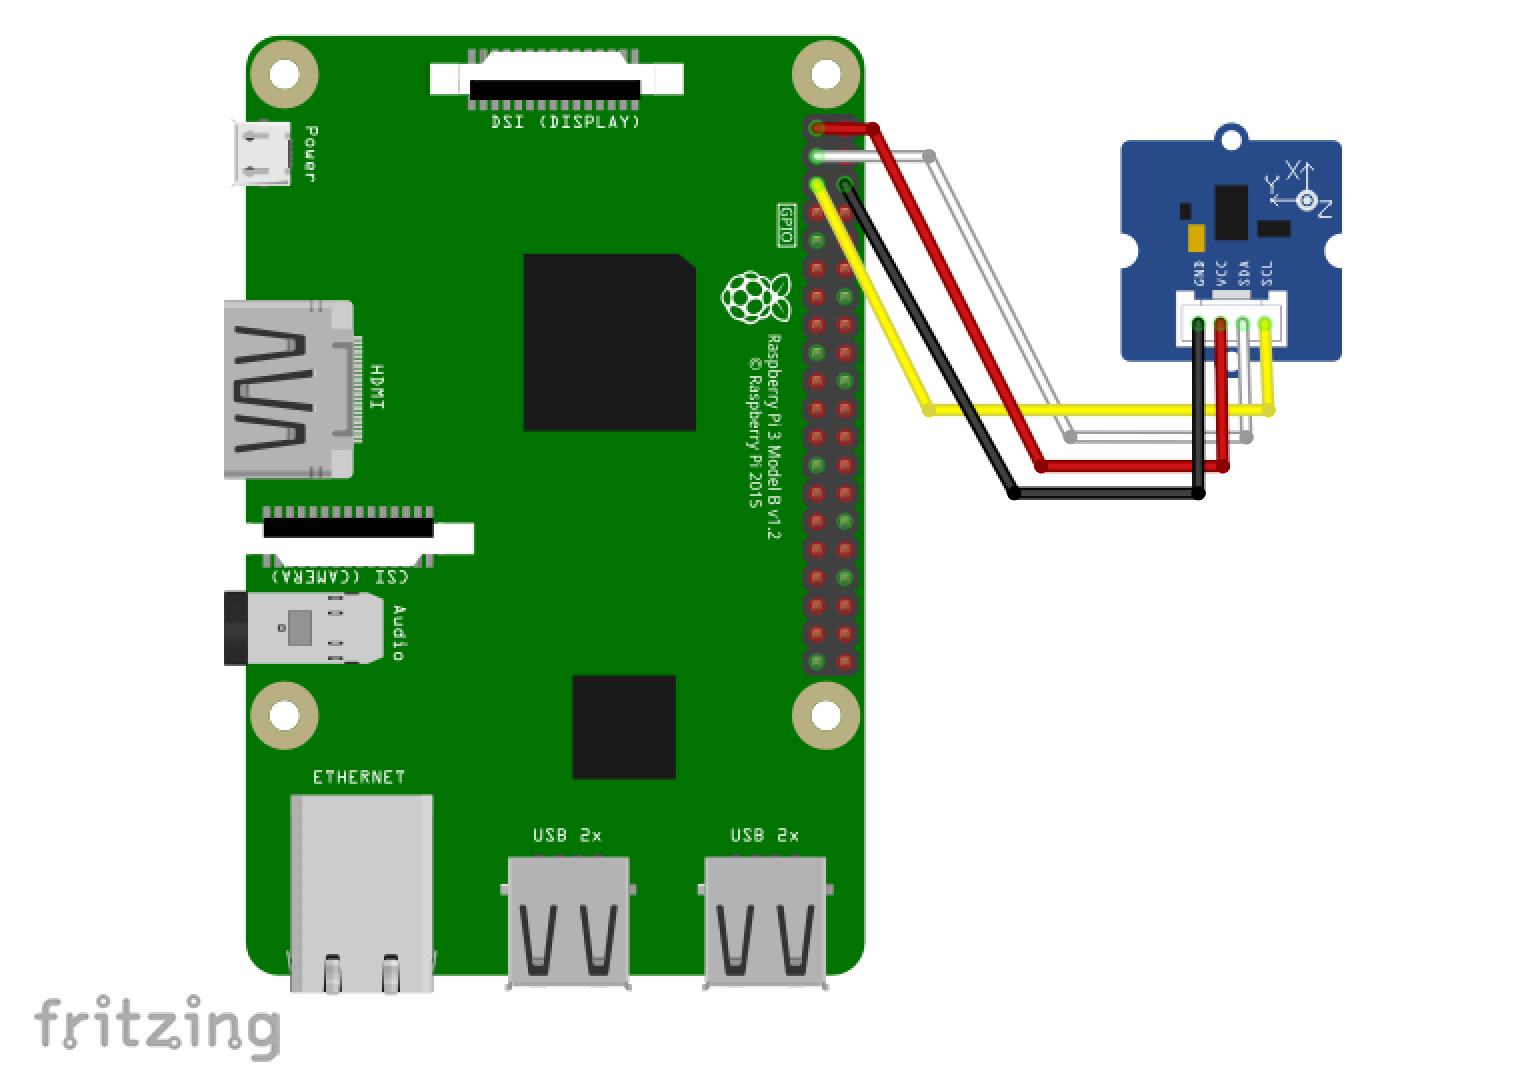 DSI (DISPLAY)
Power
GPIO
X
Y
Z
GND
VCC
SDA
SCL
HDMI
Raspberry Pi 3 Model B v1.2
© Raspberry Pi 2015
CSI (CAMERA)
Audio
ETHERNET
USB 2x
USB 2x
fritzing